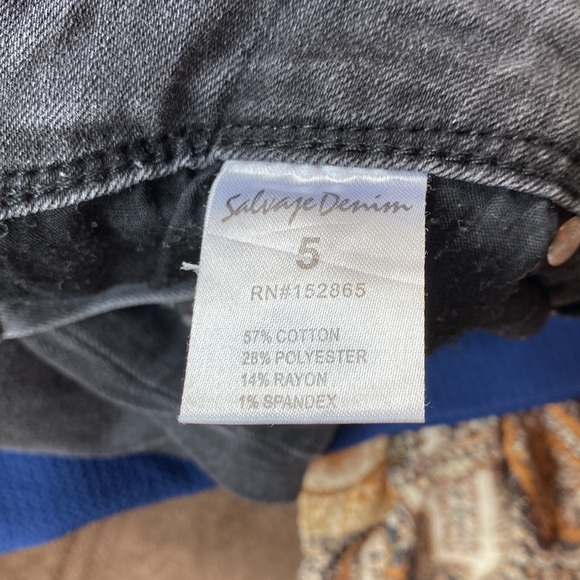 Salvage Denim
5
RN#152865
57% COTTON
28% POLYESTER
14% RAYON
1% SPANDEX